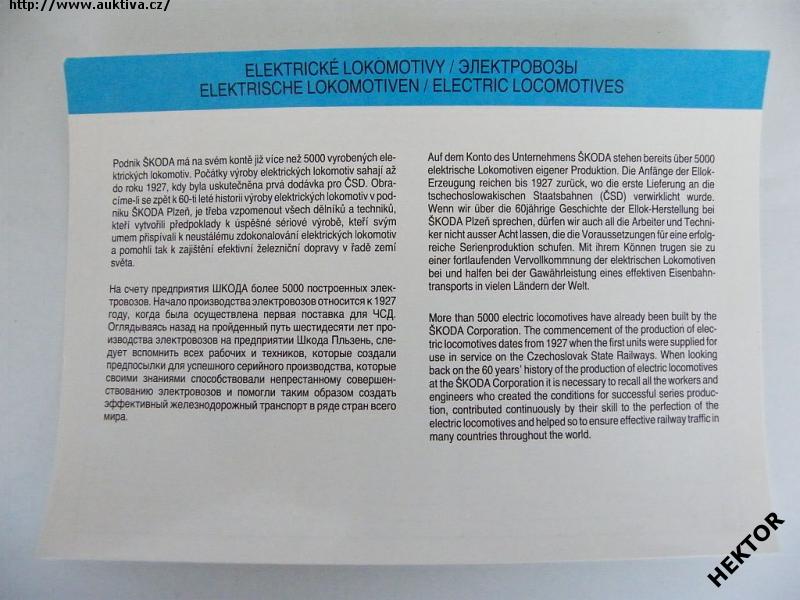 http://www.auktiva.cz/
ELEKTRICKÉ LOKOMOTIVY / ЭЛЕКТРОВОЗЫ
ELEKTRISCHE LOKOMOTIVEN / ELECTRIC LOCOMOTIVES
Podnik ŠKODA má na svém kontě již více než 5000 vyrobených ele-
ktrických lokomotiv. Počátky výroby elektrických lokomotiv sahají až
do roku 1927, kdy byla uskutečněna prvá dodávka pro ČSD. Obra-
címe-li se zpět k 60-ti leté historii výroby elektrických lokomotiv v pod-
niku ŠKODA Plzeň, je třeba vzpomenout všech dělníků a techniků,
kteří vytvořili předpoklady k úspěšné sériové výrobě, kteří svým
umem přispívali k neustálému zdokonalování elektrických lokomotiv
a pomohli tak k zajištění efektivní železniční dopravy v řadě zemí
světa.
На счету предприятия ШКОДА более 5000 построенных элек-
тровозов. Начало производства электровозов относится к 1927
году, когда была осуществлена первая поставка для ЧСД.
Оглядываясь назад на пройденный путь шестидесяти лет про-
изводства электровозов на предприятии Шкода Пльзень, сле-
дует вспомнить всех рабочих и техников, которые создали
предпосылки для успешного серийного производства, которые
своими знаниями способствовали непрестанному совершен-
ствованию электровозов и помогли таким образом создать
эффективный железнодорожный транспорт в ряде стран всего
мира.
Auf dem Konto des Unternehmens ŠKODA stehen bereits über 5000
elektrische Lokomotiven eigener Produktion. Die Anfänge der Ellok-
Erzeugung reichen bis 1927 zurück, wo die erste Lieferung an die
tschechoslowakischen Staatsbahnen (ČSD) verwirklicht wurde.
Wenn wir über die 60jährige Geschichte der Ellok-Herstellung bei
ŠKODA Plzeň sprechen, dürfen wir auch all die Arbeiter und Techni-
ker nicht ausser Acht lassen, die die Voraussetzungen für eine erfolg-
reiche Serienproduktion schufen. Mit ihrem Können trugen sie zu
einer fortlaufenden Vervollkommnung der elektrischen Lokomotiven
bei und halfen bei der Gawährleistung eines effektiven Eisenbahn-
transports in vielen Ländern der Welt.
More than 5000 electric locomotives have already been built by the
ŠKODA Corporation. The commencement of the production of elec-
tric locomotives dates from 1927 when the first units were supplied for
use in service on the Czechoslovak State Railways. When looking
back on the 60 years' history of the production of electric locomotives
at the ŠKODA Corporation it is necessary to recall all the workers and
engineers who created the conditions for successful series produc-
tion, contributed continuously by their skill to the perfection of the
electric locomotives and helped so to ensure effective railway traffic in
many countries throughout the world.
HEKTOR